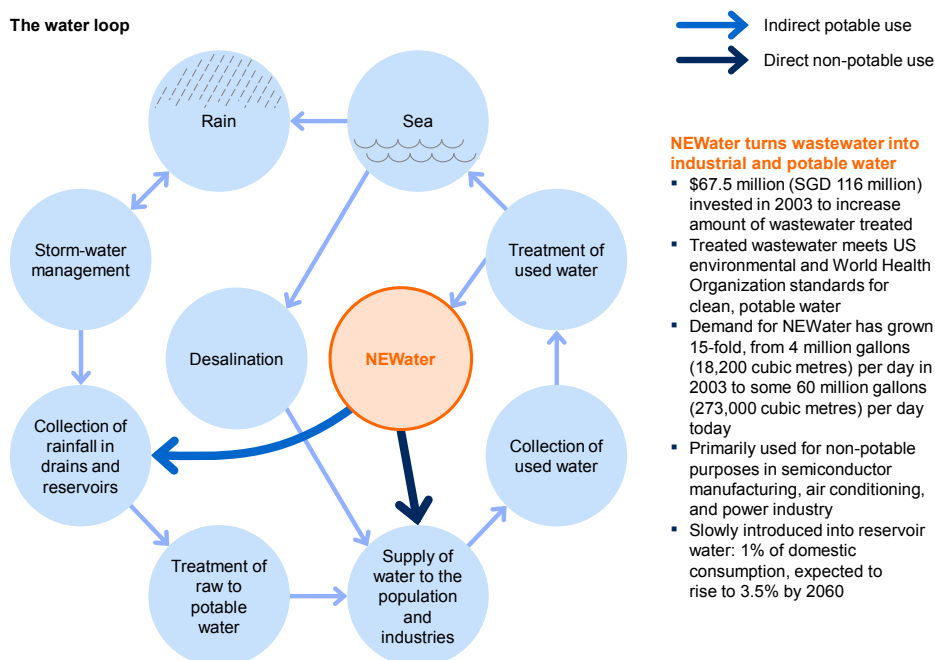 The water loop
Indirect potable use
Direct non-potable use
Rain
Sea
Storm-water
management
Treatment of
used water
Desalination
NEWater
Collection of
rainfall in
drains and
reservoirs
Collection of
used water
Treatment of
raw to
potable
water
Supply of
water to the
population
and
industries
NEWater turns wastewater into
industrial and potable water
▪ $67.5 million (SGD 116 million)
invested in 2003 to increase
amount of wastewater treated
▪ Treated wastewater meets US
environmental and World Health
Organization standards for
clean, potable water
▪ Demand for NEWater has grown
15-fold, from 4 million gallons
(18,200 cubic metres) per day in
2003 to some 60 million gallons
(273,000 cubic metres) per day
today
▪ Primarily used for non-potable
purposes in semiconductor
manufacturing, air conditioning,
and power industry
▪ Slowly introduced into reservoir
water: 1% of domestic
consumption, expected to
rise to 3.5% by 2060